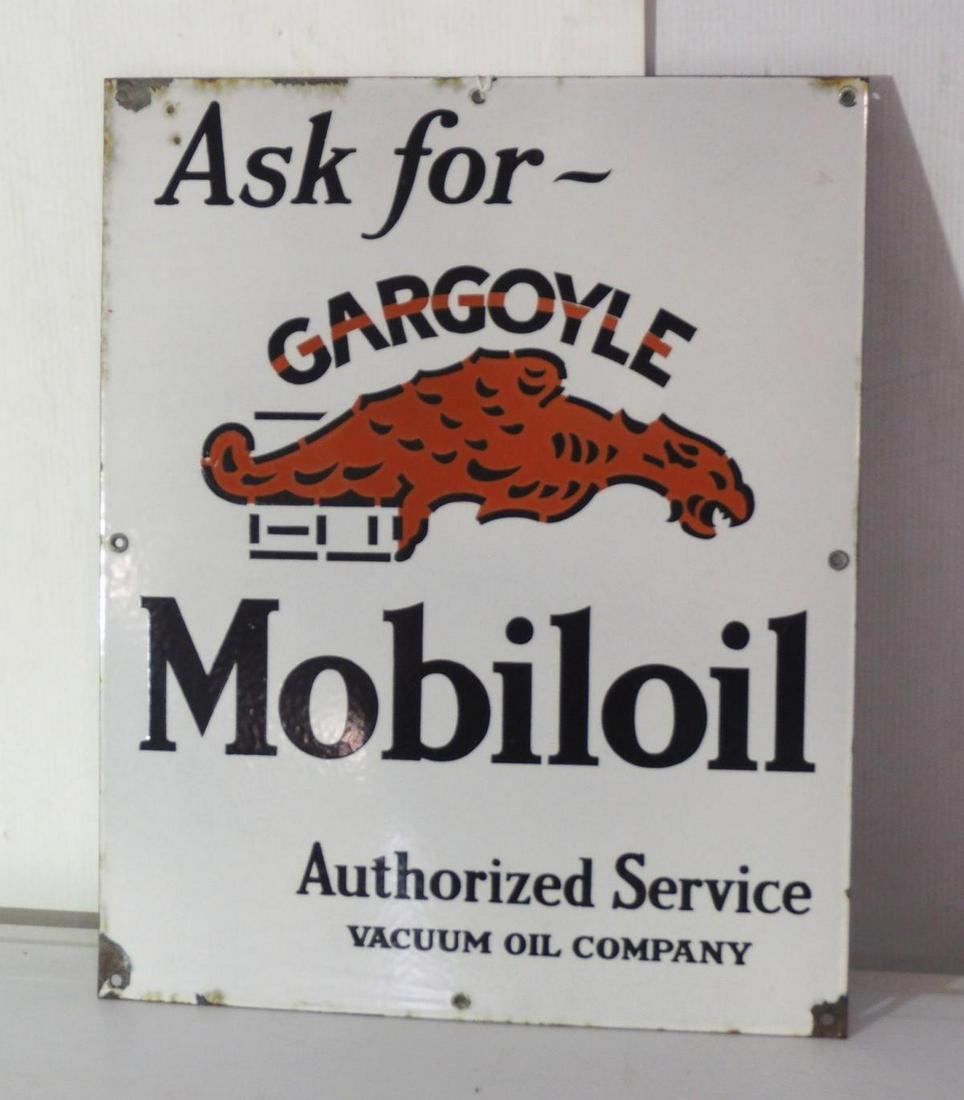 Ask for~
GARGOYLE
Mobiloil
Authorized Service
VACUUM OIL COMPANY